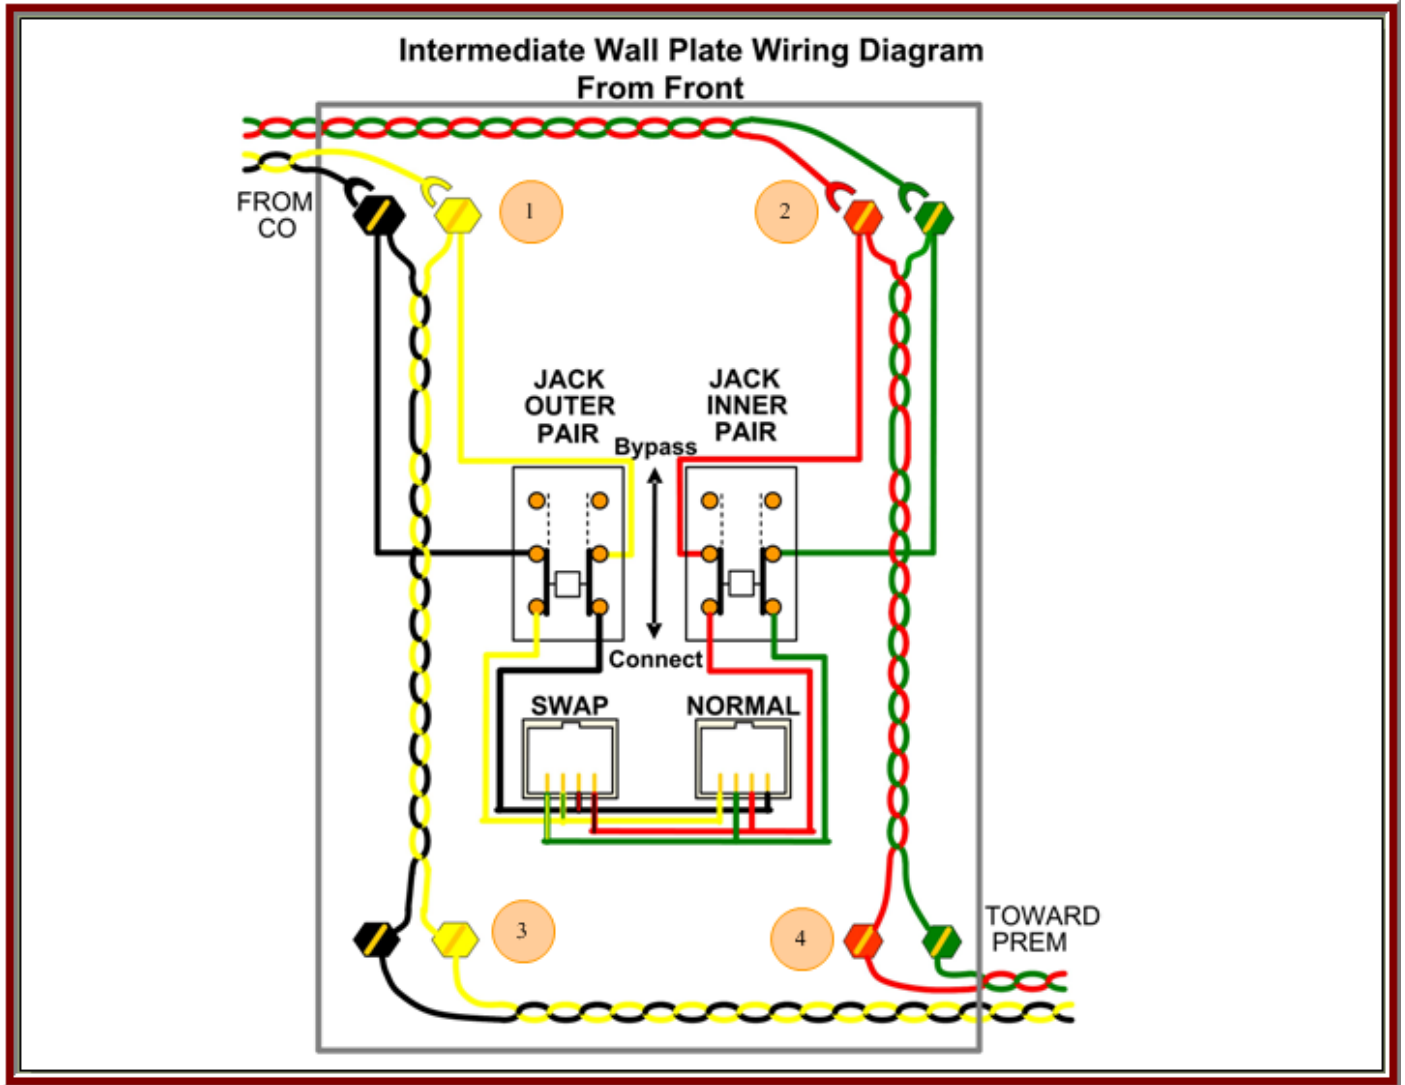 Intermediate Wall Plate Wiring Diagram
From Front
FROM
CO
1
2
JACK
OUTER
PAIR
JACK
INNER
PAIR
Bypass
Connect
SWAP
NORMAL
3
4
TOWARD
PREM